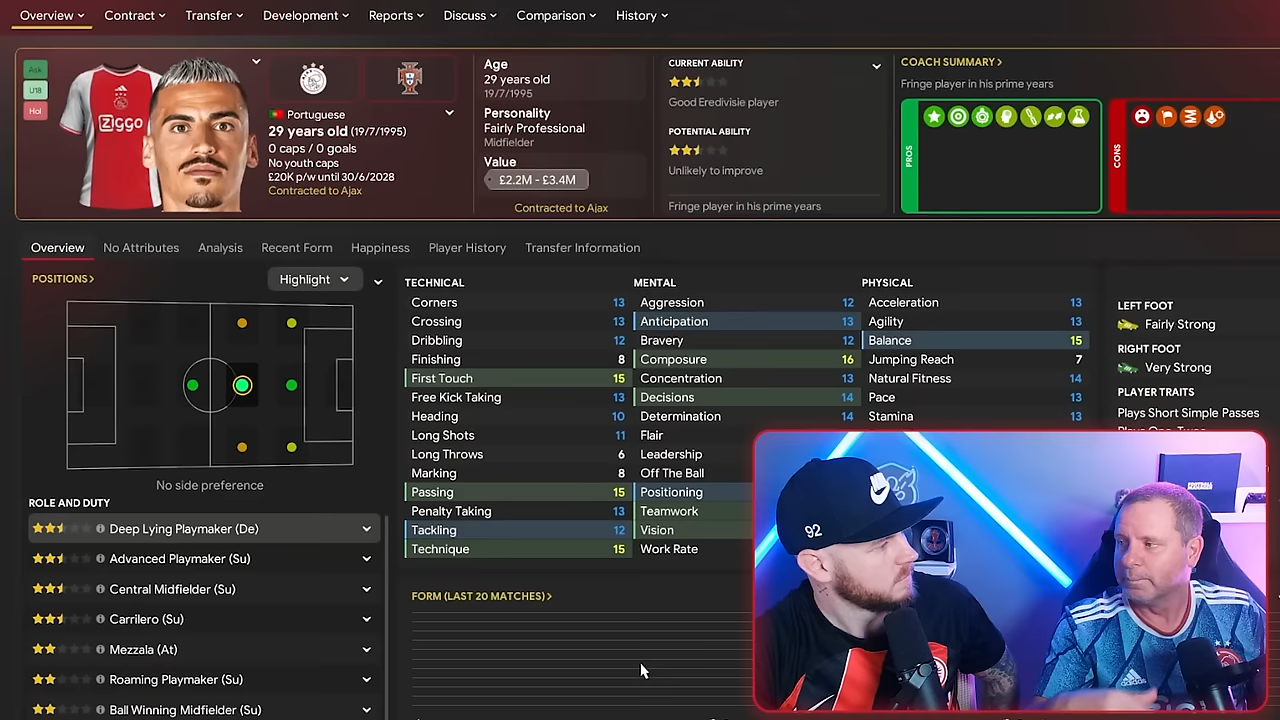 Overview Contract Transfer Development Reports Discuss Comparison History
Ask
U18
Hol
Ziggo
Portuguese
29 years old (19/7/1995)
0 caps / 0 goals
No youth caps
£20K p/w until 30/6/2028
Contracted to Ajax
Age
29 years old
19/7/1995
Personality
Fairly Professional
Midfielder
Value
£2.2M - £3.4M
Contracted to Ajax
CURRENT ABILITY
Good Eredivisie player
POTENTIAL ABILITY
Unlikely to improve
Fringe player in his prime years
COACH SUMMARY >
Fringe player in his prime years
PROS
CONS
Overview No Attributes Analysis Recent Form Happiness Player History Transfer Information
POSITIONS >
Highlight
No side preference
ROLE AND DUTY
Deep Lying Playmaker (De)
Advanced Playmaker (Su)
Central Midfielder (Su)
Carrilero (Su)
Mezzala (At)
Roaming Playmaker (Su)
Ball Winning Midfielder (Su)
TECHNICAL
Corners 13
Crossing 13
Dribbling 12
Finishing 8
First Touch 15
Free Kick Taking 13
Heading 10
Long Shots 11
Long Throws 6
Marking 8
Passing 15
Penalty Taking 13
Tackling 12
Technique 15
MENTAL
Aggression 12
Anticipation 13
Bravery 12
Composure 16
Concentration 13
Decisions 14
Determination 14
Flair
Leadership
Off The Ball
Positioning
Teamwork
Vision
Work Rate
PHYSICAL
Acceleration 13
Agility 13
Balance 15
Jumping Reach 7
Natural Fitness 14
Pace 13
Stamina 13
LEFT FOOT
Fairly Strong
RIGHT FOOT
Very Strong
PLAYER TRAITS
Plays Short Simple Passes
FORM (LAST 20 MATCHES) >
92